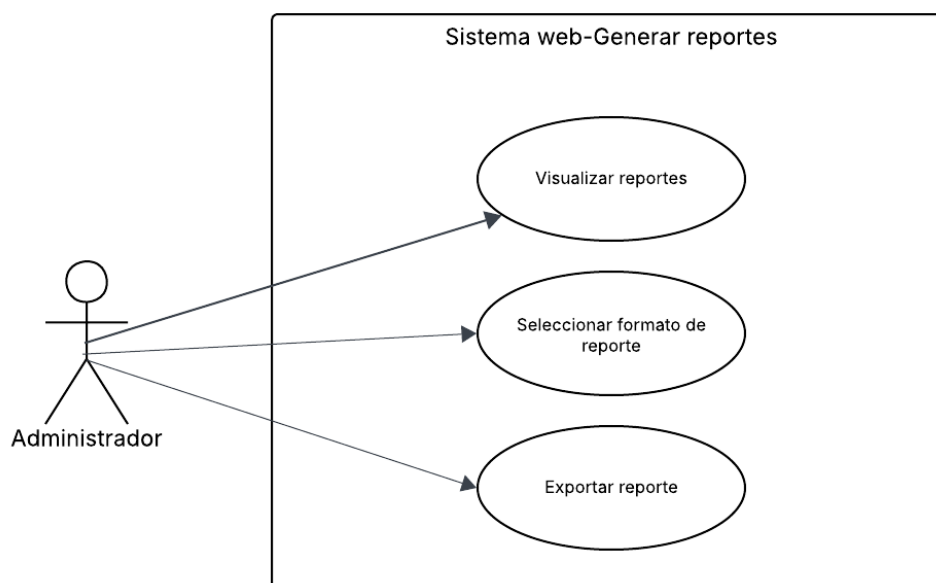 Sistema web-Generar reportes
Visualizar reportes
Seleccionar formato de
reporte
Administrador
Exportar reporte